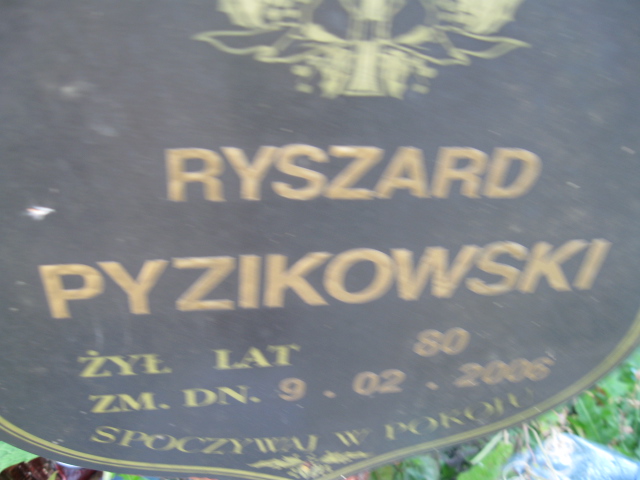 RYSZARD
PYZIKOWSKI
ŻYŁ LAT 80
ZM. DN. 9.02.2006
SPOCZYWAJ W POKOJU